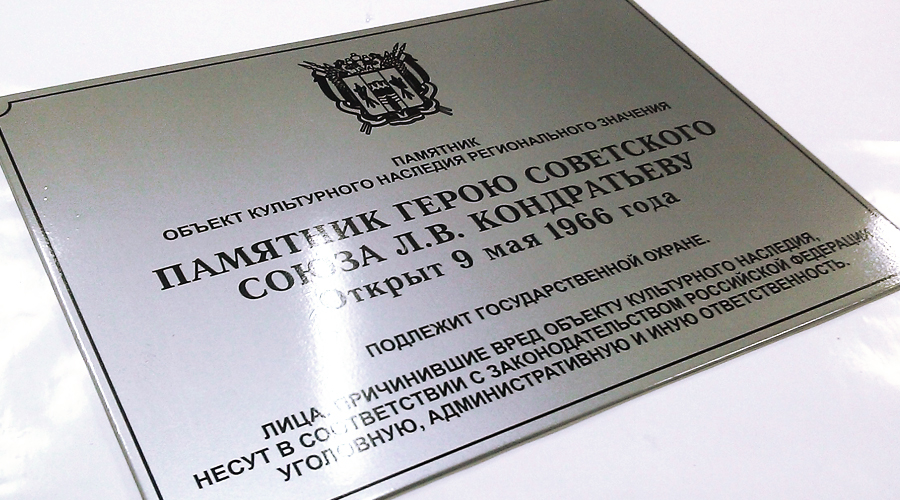 ПАМЯТНИК
ОБЪЕКТ КУЛЬТУРНОГО НАСЛЕДИЯ РЕГИОНАЛЬНОГО ЗНАЧЕНИЯ
ПАМЯТНИК ГЕРОЮ СОВЕТСКОГО
СОЮЗА Л.В. КОНДРАТЬЕВУ
Открыт 9 мая 1966 года
ПОДЛЕЖИТ ГОСУДАРСТВЕННОЙ ОХРАНЕ.
ЛИЦА, ПРИЧИНИВШИЕ ВРЕД ОБЪЕКТУ КУЛЬТУРНОГО НАСЛЕДИЯ,
НЕСУТ В СООТВЕТСТВИИ С ЗАКОНОДАТЕЛЬСТВОМ РОССИЙСКОЙ ФЕДЕРАЦИИ
УГОЛОВНУЮ, АДМИНИСТРАТИВНУЮ И ИНУЮ ОТВЕТСТВЕННОСТЬ.